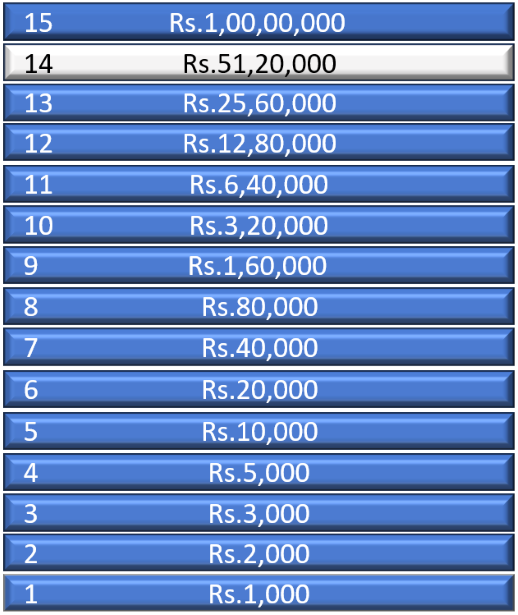 15 Rs.1,00,00,000
14 Rs.51,20,000
13 Rs.25,60,000
12 Rs.12,80,000
11 Rs.6,40,000
10 Rs.3,20,000
9 Rs.1,60,000
8 Rs.80,000
7 Rs.40,000
6 Rs.20,000
5 Rs.10,000
4 Rs.5,000
3 Rs.3,000
2 Rs.2,000
1 Rs.1,000